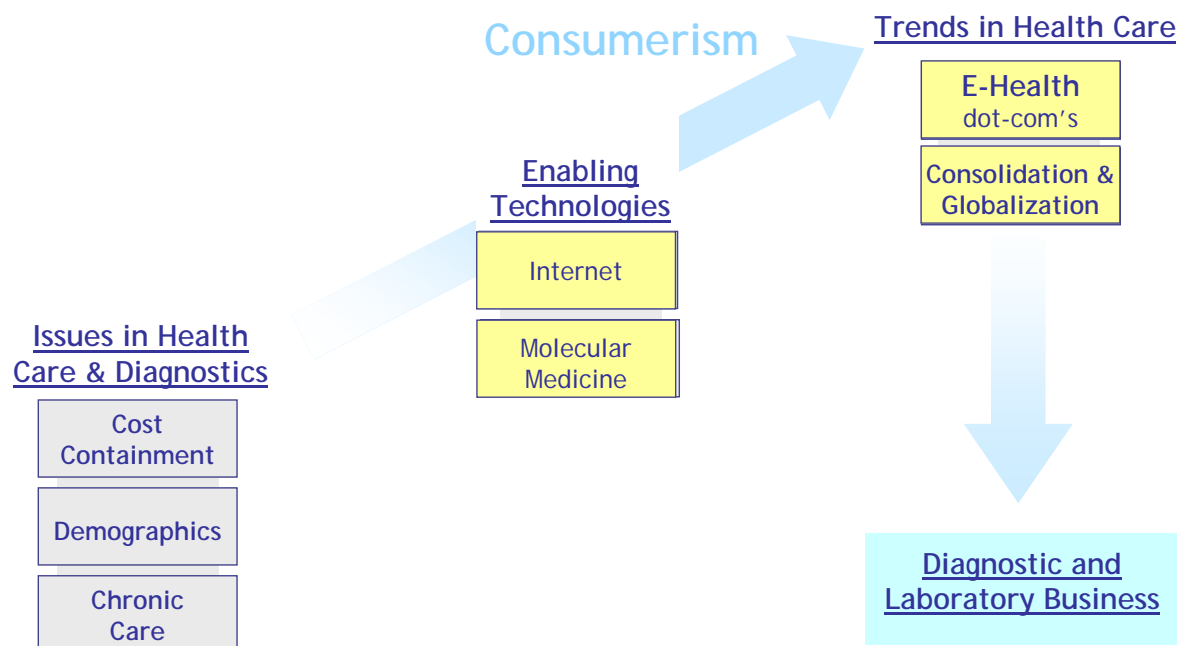 Consumerism
Trends in Health Care
E-Health
dot-com's
Consolidation &
Globalization
Enabling
Technologies
Internet
Molecular
Medicine
Issues in Health
Care & Diagnostics
Cost
Containment
Demographics
Chronic
Care
Diagnostic and
Laboratory Business